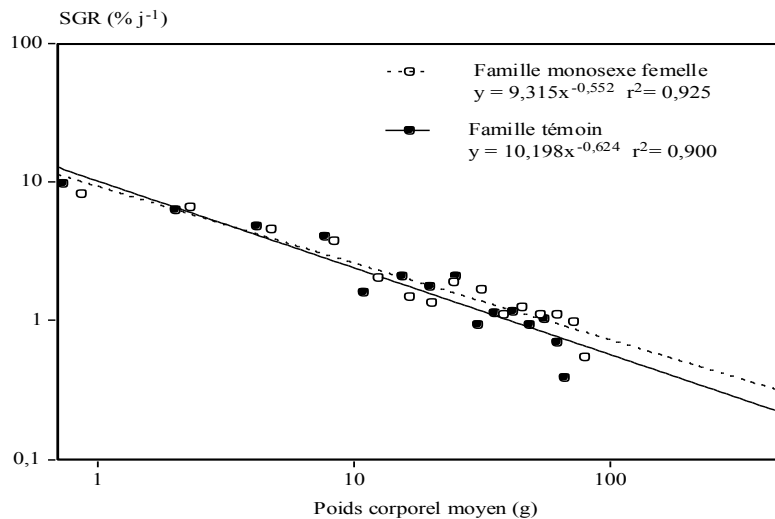 SGR (% j-1)
100
Famille monosexe femelle
y = 9,315x-0,552 r2= 0,925
Famille témoin
y = 10,198x-0,624 r2= 0,900
10
1
0,1
1 10 100
Poids corporel moyen (g)